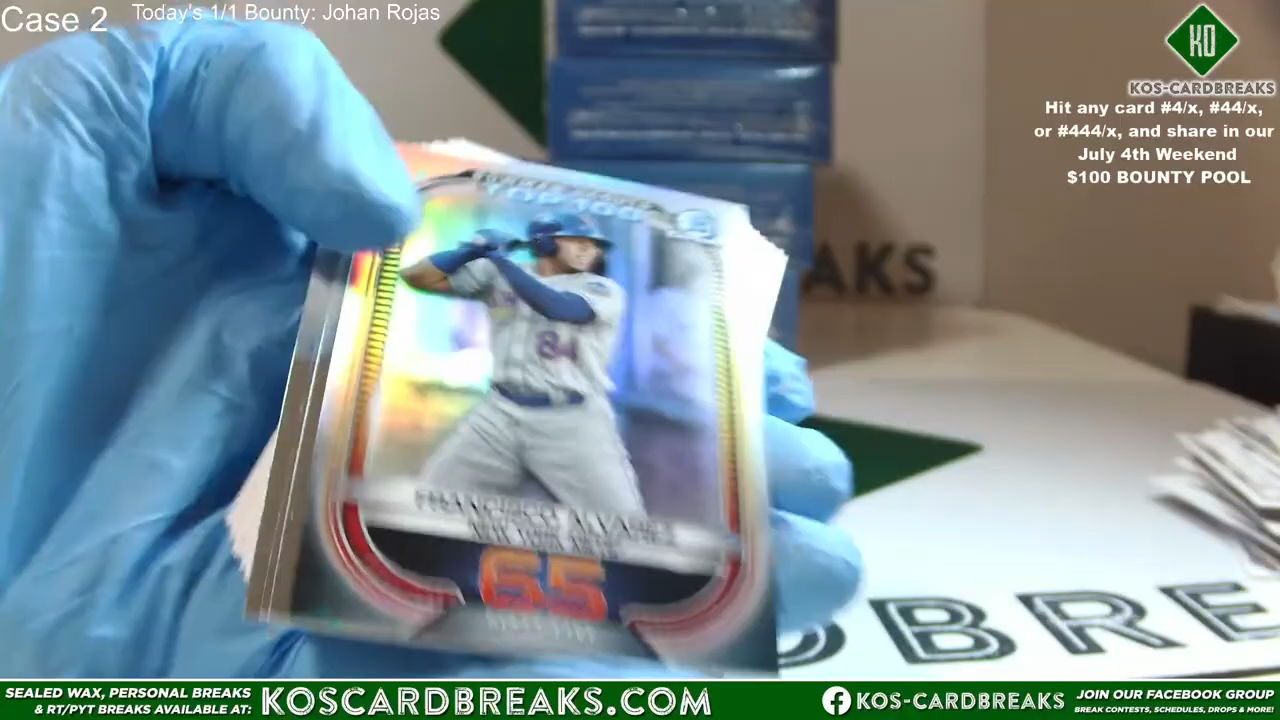 Case 2
Today's 1/1 Bounty: Johan Rojas
KO
KOS-CARDBREAKS
Hit any card #4/x, #44/x,
or #444/x, and share in our
July 4th Weekend
$100 BOUNTY POOL
AKS
TOP 100
84
FRANCISCO ALVAREZ
NEW YORK METS
65
OBRE
SEALED WAX, PERSONAL BREAKS
& RT/PYT BREAKS AVAILABLE AT:
KOSCARDBREAKS.COM
KOS-CARDBREAKS
JOIN OUR FACEBOOK GROUP
BREAK CONTESTS, SCHEDULES, DROPS & MORE!